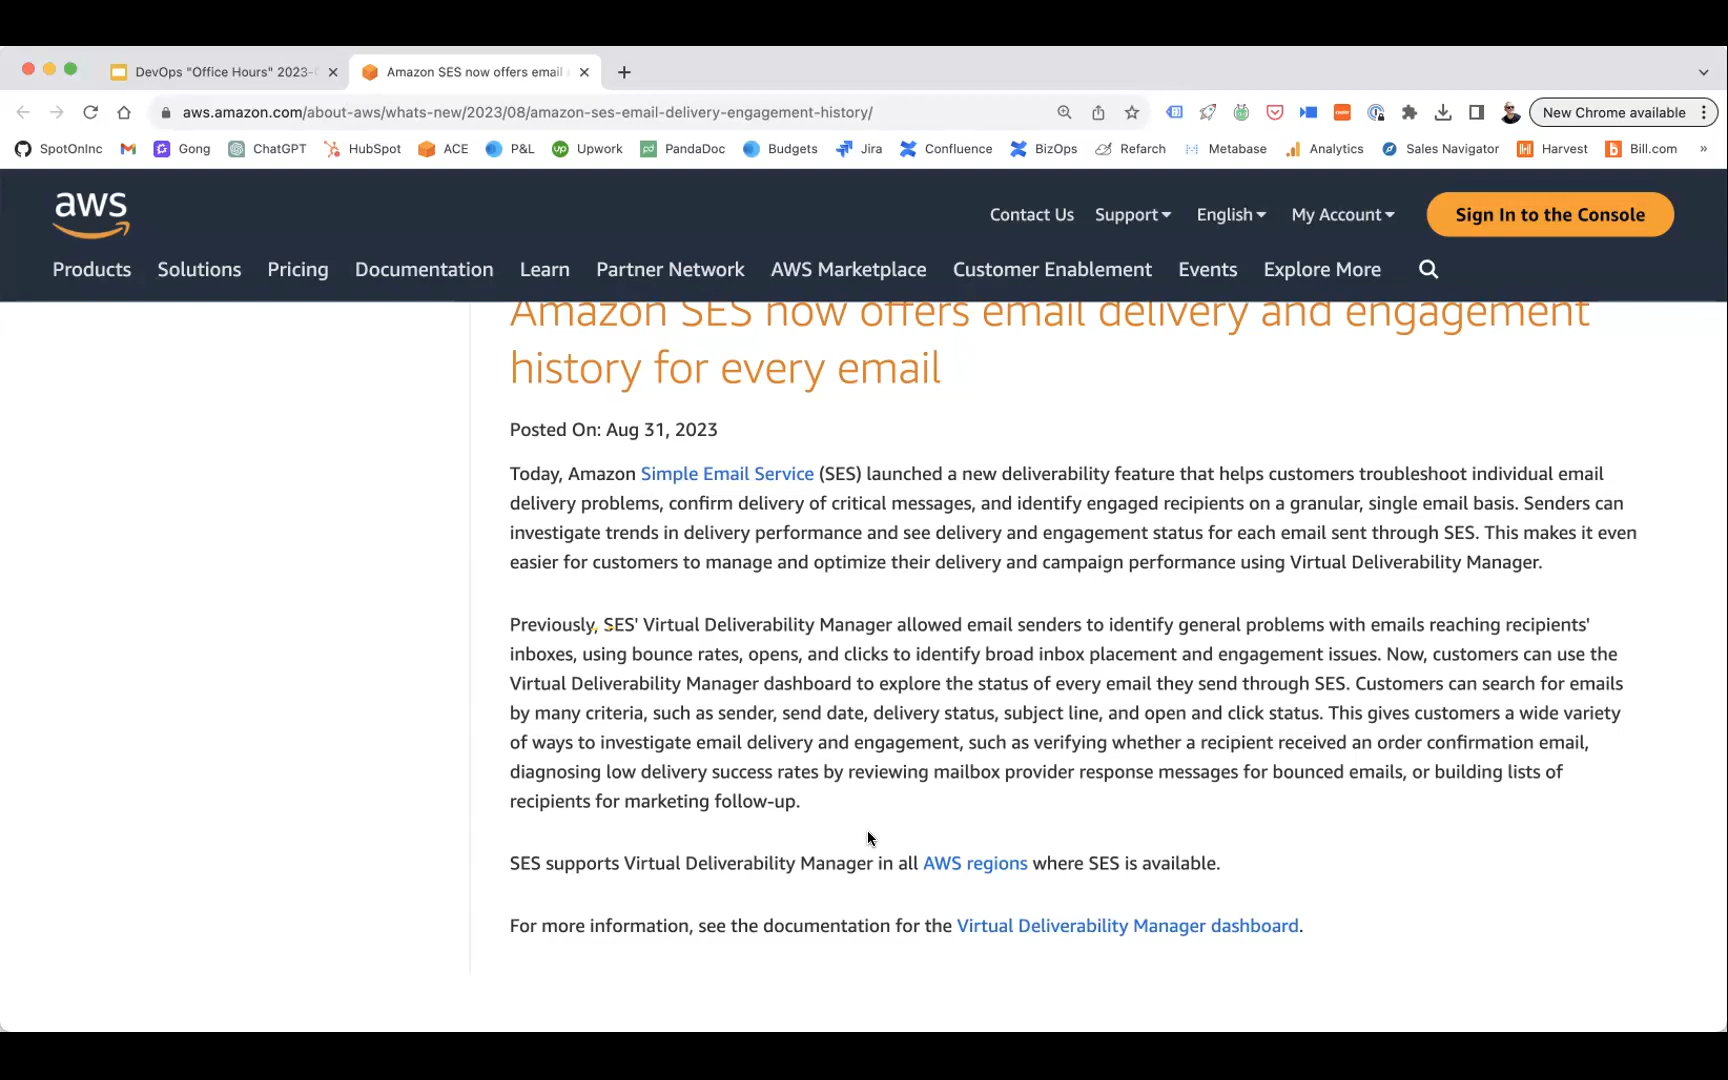 DevOps "Office Hours" 2023-
Amazon SES now offers email
aws.amazon.com/about-aws/whats-new/2023/08/amazon-ses-email-delivery-engagement-history/
New Chrome available
SpotOnInc
Gong
ChatGPT
HubSpot
ACE
P&L
Upwork
PandaDoc
Budgets
Jira
Confluence
BizOps
Refarch
Metabase
Analytics
Sales Navigator
Harvest
Bill.com
»
aws
Contact Us Support English My Account Sign In to the Console
Products Solutions Pricing Documentation Learn Partner Network AWS Marketplace Customer Enablement Events Explore More
Amazon SES now offers email delivery and engagement
history for every email
Posted On: Aug 31, 2023
Today, Amazon Simple Email Service (SES) launched a new deliverability feature that helps customers troubleshoot individual email
delivery problems, confirm delivery of critical messages, and identify engaged recipients on a granular, single email basis. Senders can
investigate trends in delivery performance and see delivery and engagement status for each email sent through SES. This makes it even
easier for customers to manage and optimize their delivery and campaign performance using Virtual Deliverability Manager.
Previously, SES' Virtual Deliverability Manager allowed email senders to identify general problems with emails reaching recipients'
inboxes, using bounce rates, opens, and clicks to identify broad inbox placement and engagement issues. Now, customers can use the
Virtual Deliverability Manager dashboard to explore the status of every email they send through SES. Customers can search for emails
by many criteria, such as sender, send date, delivery status, subject line, and open and click status. This gives customers a wide variety
of ways to investigate email delivery and engagement, such as verifying whether a recipient received an order confirmation email,
diagnosing low delivery success rates by reviewing mailbox provider response messages for bounced emails, or building lists of
recipients for marketing follow-up.
SES supports Virtual Deliverability Manager in all AWS regions where SES is available.
For more information, see the documentation for the Virtual Deliverability Manager dashboard.